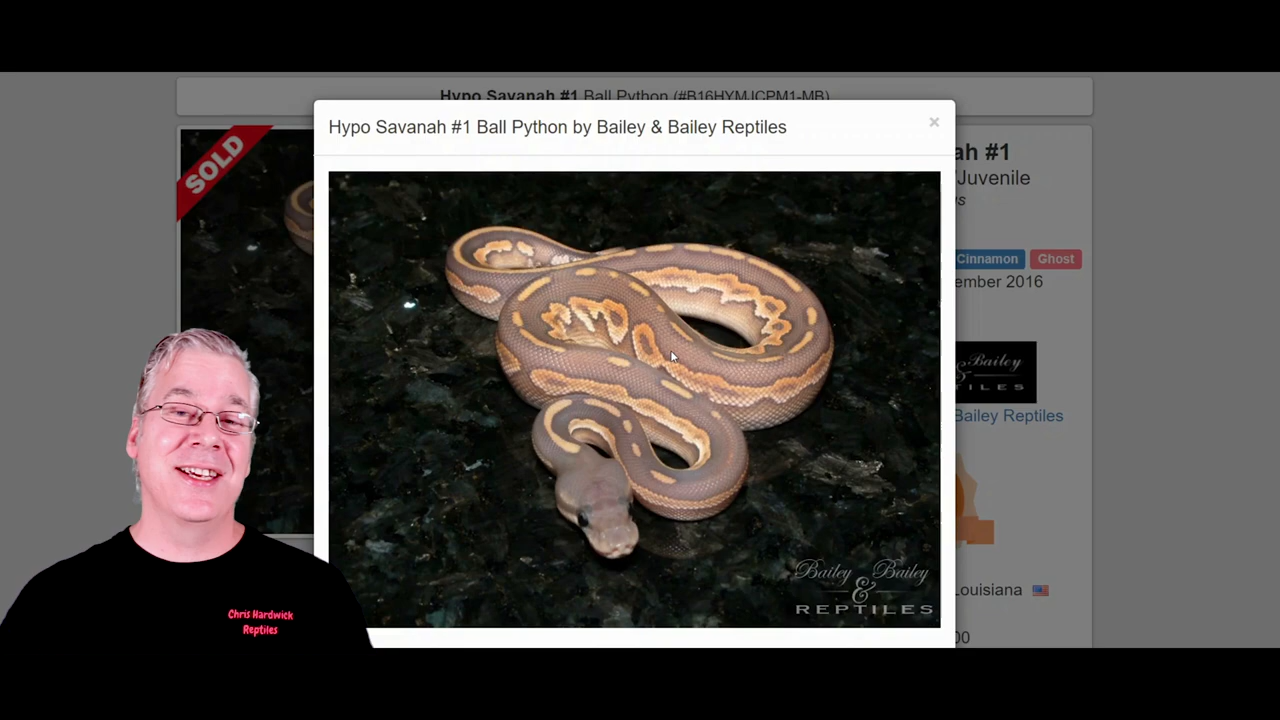 Hypo Savanah #1 Ball Python (#B16HYMJCPM1-MB)
Hypo Savanah #1 Ball Python by Bailey & Bailey Reptiles
×
SOLD
ah #1
/Juvenile
Cinnamon Ghost
ember 2016
Bailey
&
TILES
Bailey Reptiles
Bailey & Bailey
REPTILES
Louisiana
00
Chris Hardwick
Reptiles